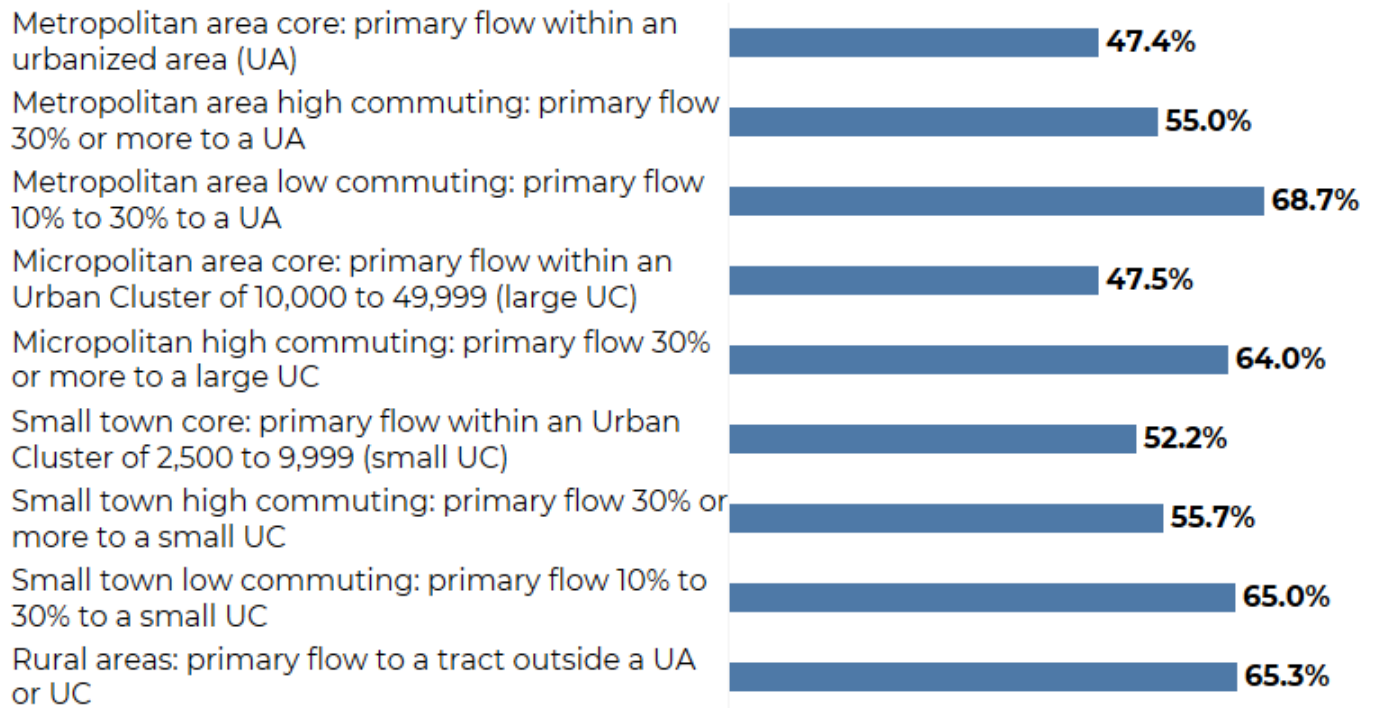 Metropolitan area core: primary flow within an
urbanized area (UA)
47.4%
Metropolitan area high commuting: primary flow
30% or more to a UA
55.0%
Metropolitan area low commuting: primary flow
10% to 30% to a UA
68.7%
Micropolitan area core: primary flow within an
Urban Cluster of 10,000 to 49,999 (large UC)
47.5%
Micropolitan high commuting: primary flow 30%
or more to a large UC
64.0%
Small town core: primary flow within an Urban
Cluster of 2,500 to 9,999 (small UC)
52.2%
Small town high commuting: primary flow 30% or
more to a small UC
55.7%
Small town low commuting: primary flow 10% to
30% to a small UC
65.0%
Rural areas: primary flow to a tract outside a UA
or UC
65.3%